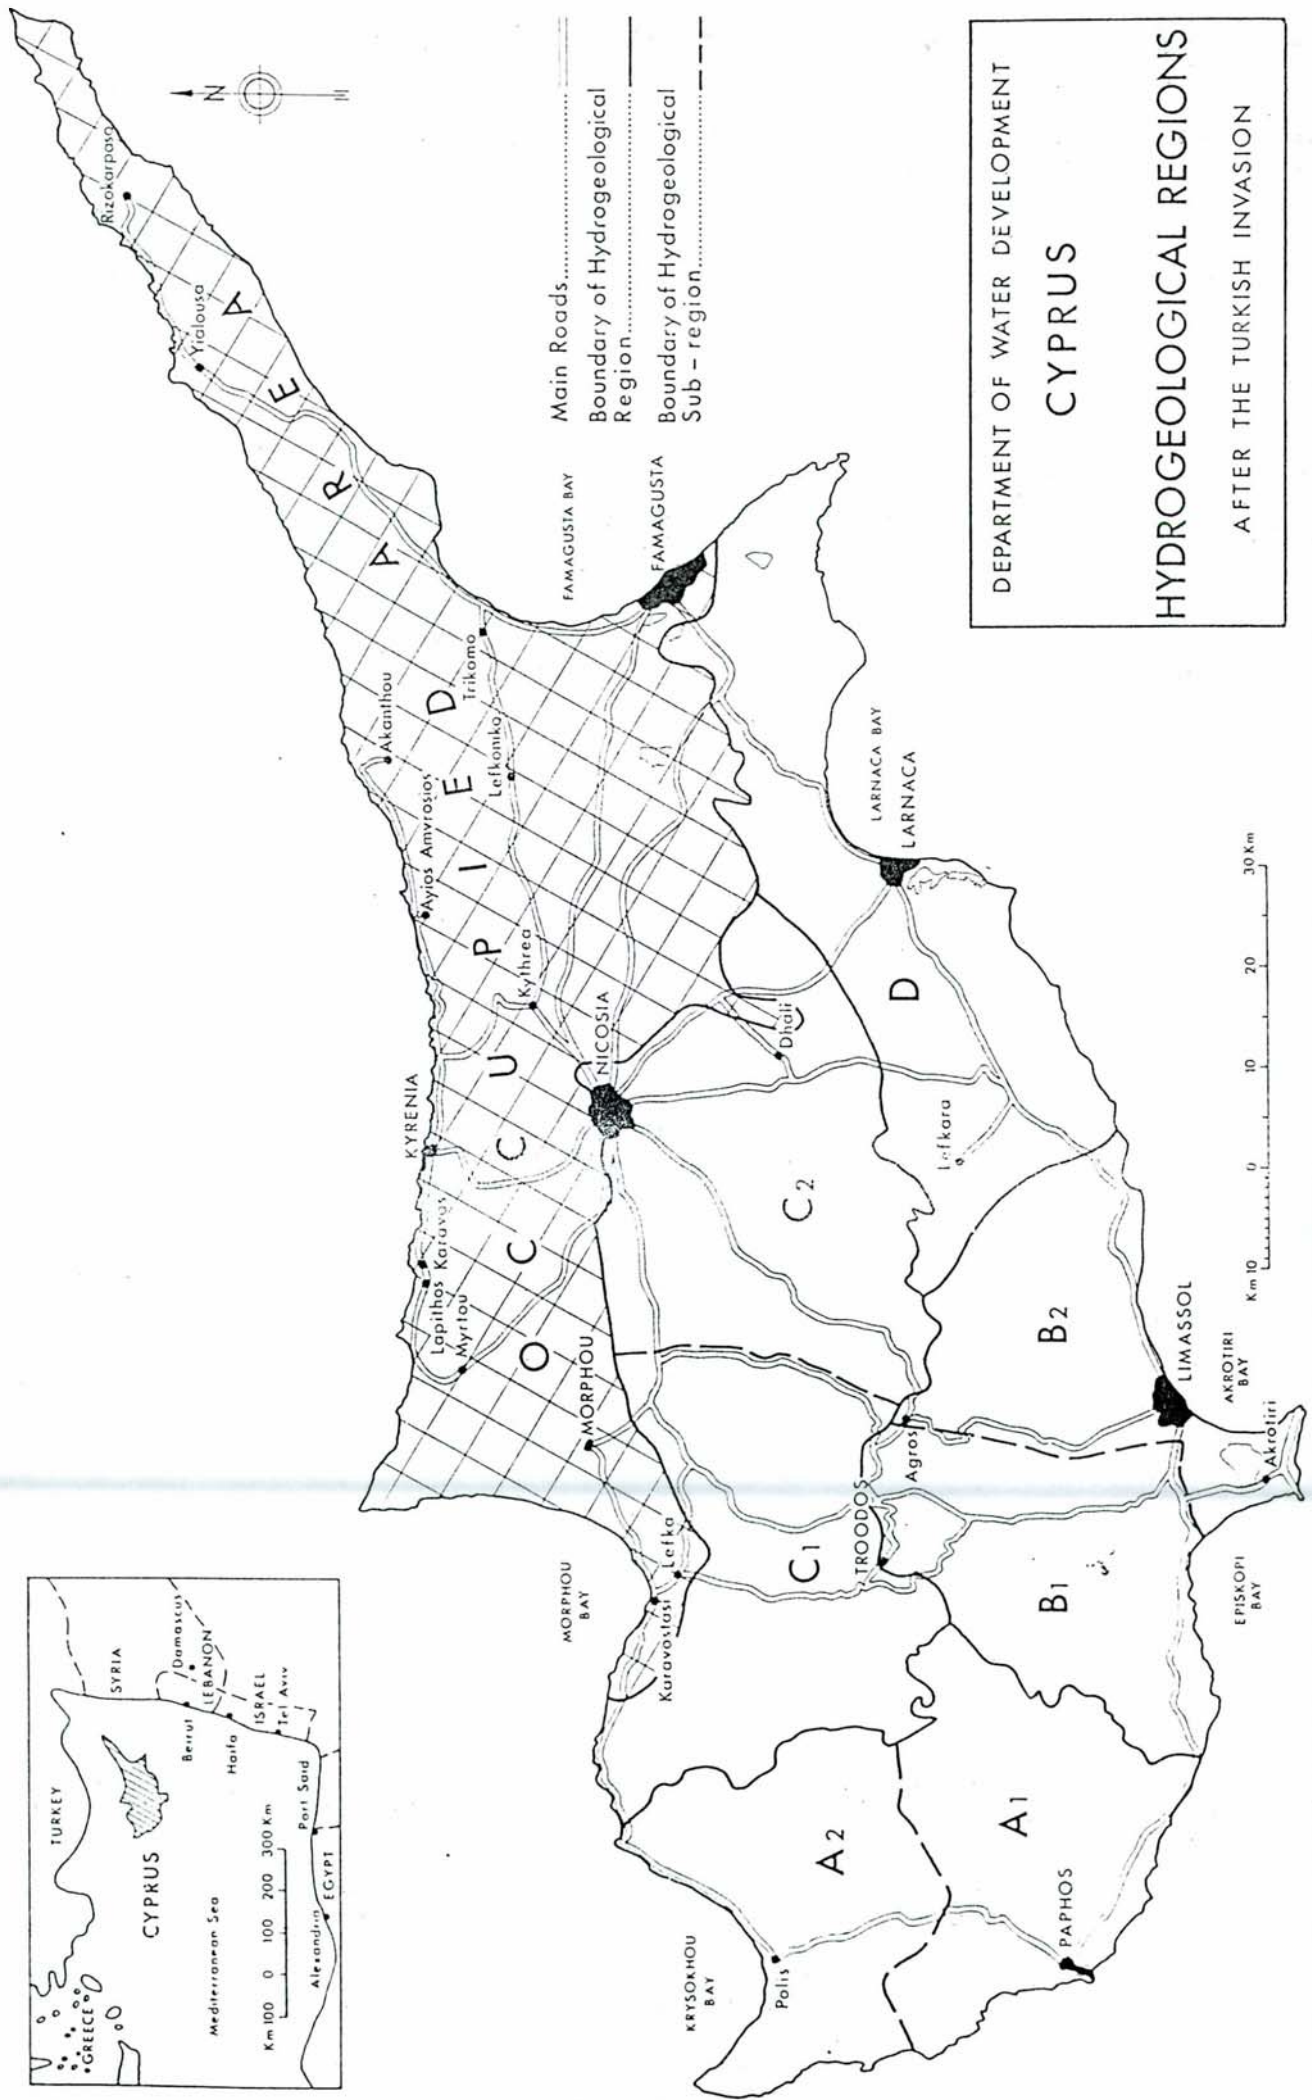 DEPARTMENT OF WATER DEVELOPMENT
CYPRUS
HYDROGEOLOGICAL REGIONS
AFTER THE TURKISH INVASION
N
Main Roads
Boundary of Hydrogeological
Region
Boundary of Hydrogeological
Sub - region
TURKEY
GREECE
SYRIA
CYPRUS
Damascus
Beirut
LEBANON
Haifa
ISRAEL
Tel Aviv
Mediterranean Sea
Km 100 0 100 200 300 Km
Port Said
Alexandria
EGYPT
OCCUPIED AREA
Rizokarpaso
Yialousa
Akanthou
Ayios Amvrosios
KYRENIA
Karavas
Lapithos
Myrtou
Trikomo
Lefkoniko
Kythrea
FAMAGUSTA BAY
FAMAGUSTA
NICOSIA
MORPHOU
MORPHOU
BAY
Lefka
Karavostasi
Dhali
C2
C1
D
LARNACA BAY
LARNACA
Lefkara
TROODOS
Agros
B2
B1
A2
A1
KRYSOKHOU
BAY
Polis
PAPHOS
LIMASSOL
AKROTIRI
BAY
Akrotiri
EPISKOPI
BAY
Km 10 0 10 20 30 Km